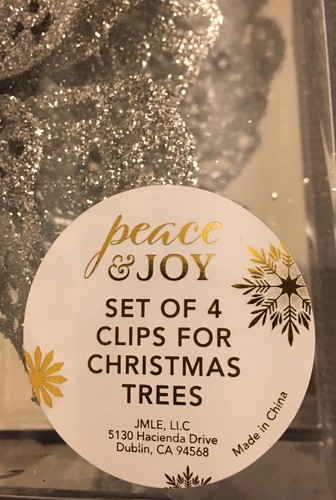 peace
& JOY
SET OF 4
CLIPS FOR
CHRISTMAS
TREES
JMLE, LLC
5130 Hacienda Drive
Dublin, CA 94568
Made in China